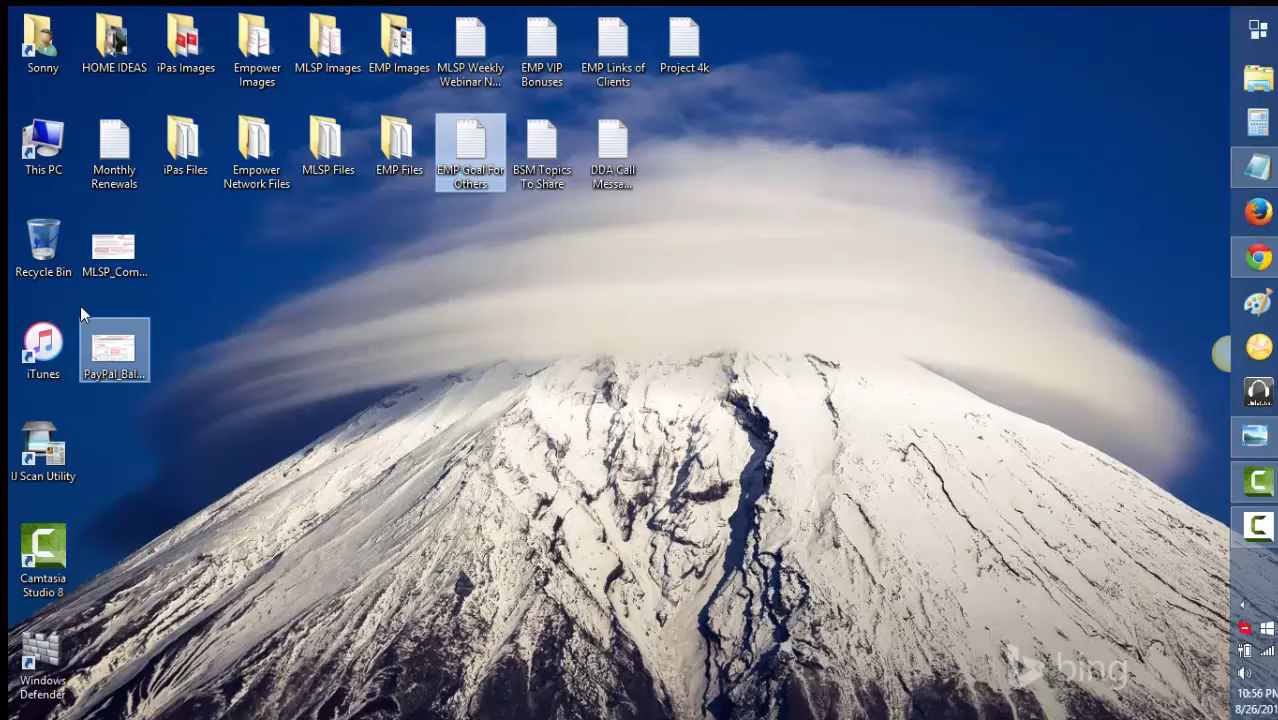 Sonny
HOME IDEAS
iPas Images
Empower
Images
MLSP Images
EMP Images
MLSP Weekly
Webinar N...
EMP VIP
Bonuses
EMP Links of
Clients
Project 4k
This PC
Monthly
Renewals
iPas Files
Empower
Network Files
MLSP Files
EMP Files
EMP Goal For
Others
BSM Topics
To Share
DDA Call
Messa...
Recycle Bin
MLSP_Com...
iTunes
PayPal_Bal...
IJ Scan Utility
Camtasia
Studio 8
Windows
Defender
bing
10:56 PM
8/26/201